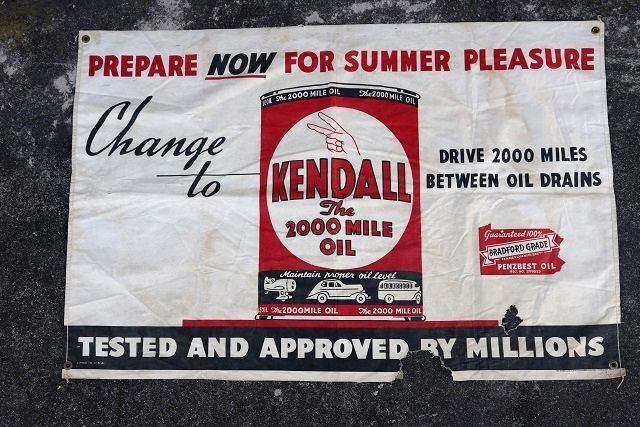 PREPARE NOW FOR SUMMER PLEASURE
Change
to
The 2000 MILE OIL The 2000 MILE OIL
KENDALL
The
2000 MILE
OIL
Maintain proper oil level
OIL The 2000 MILE OIL The 2000 MILE OIL
DRIVE 2000 MILES
BETWEEN OIL DRAINS
Guaranteed 100%
BRADFORD GRADE
PENZBEST OIL
TESTED AND APPROVED BY MILLIONS